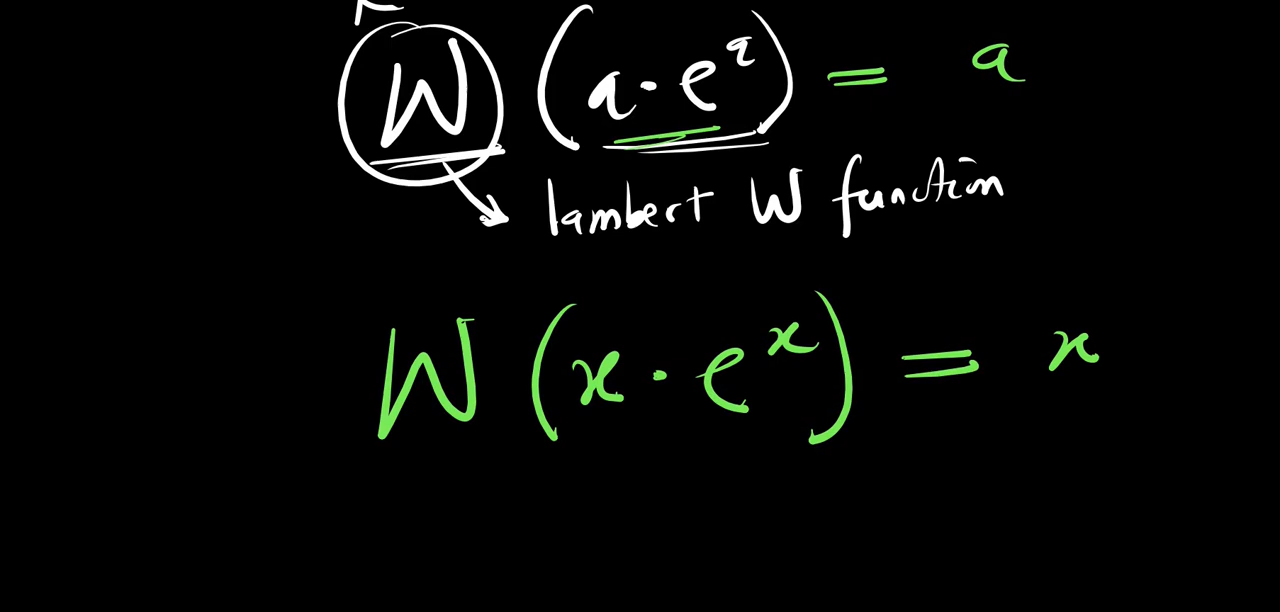 W (a · e^a) = a
lambert W function
W (x · e^x) = x